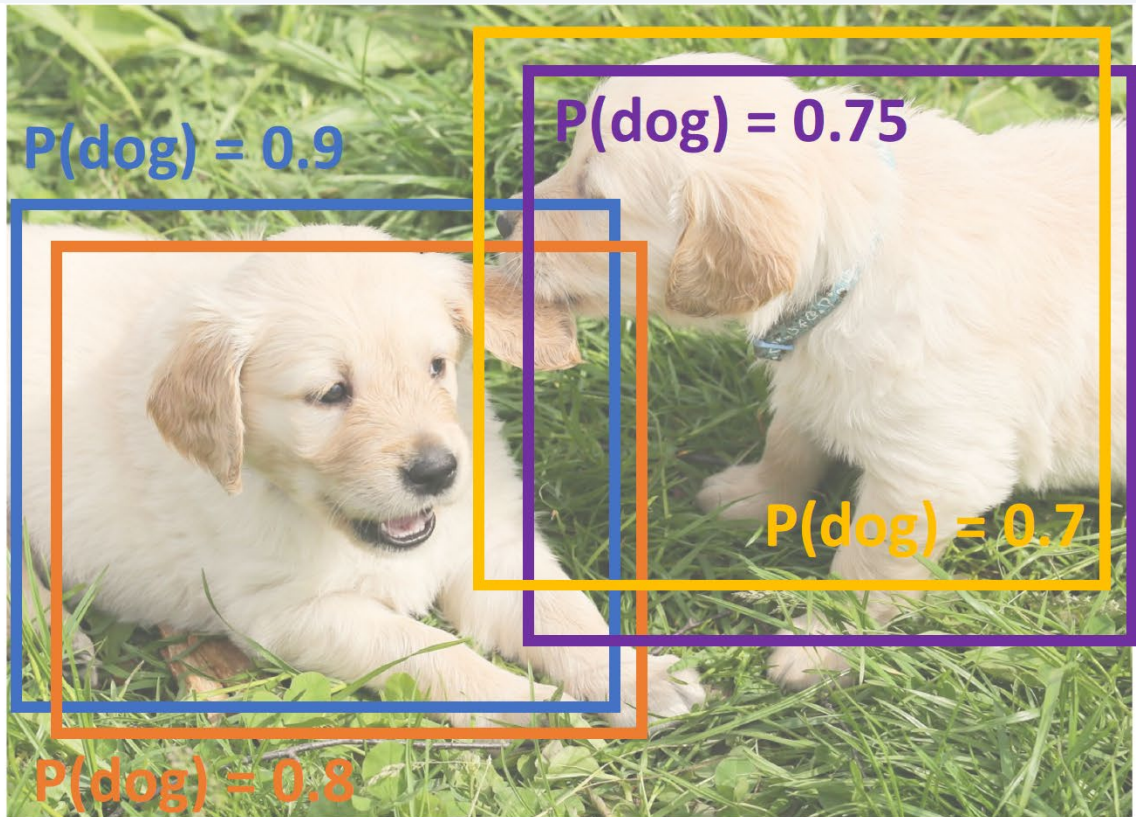 P(dog) = 0.75
P(dog) = 0.9
P(dog) = 0.7
P(dog) = 0.8